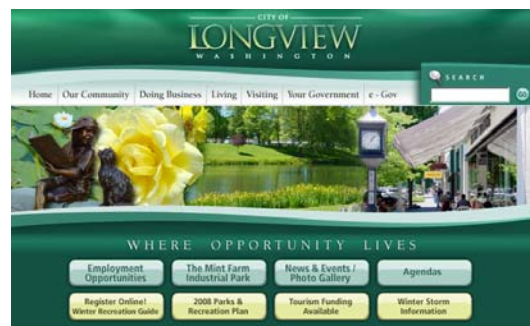 CITY OF
LONGVIEW
WASHINGTON
SEARCH
GO
Home Our Community Doing Business Living Visiting Your Government e - Gov
WHERE OPPORTUNITY LIVES
Employment Opportunities
The Mint Farm Industrial Park
News & Events / Photo Gallery
Agendas
Register Online! Winter Recreation Guide
2008 Parks & Recreation Plan
Tourism Funding Available
Winter Storm Information